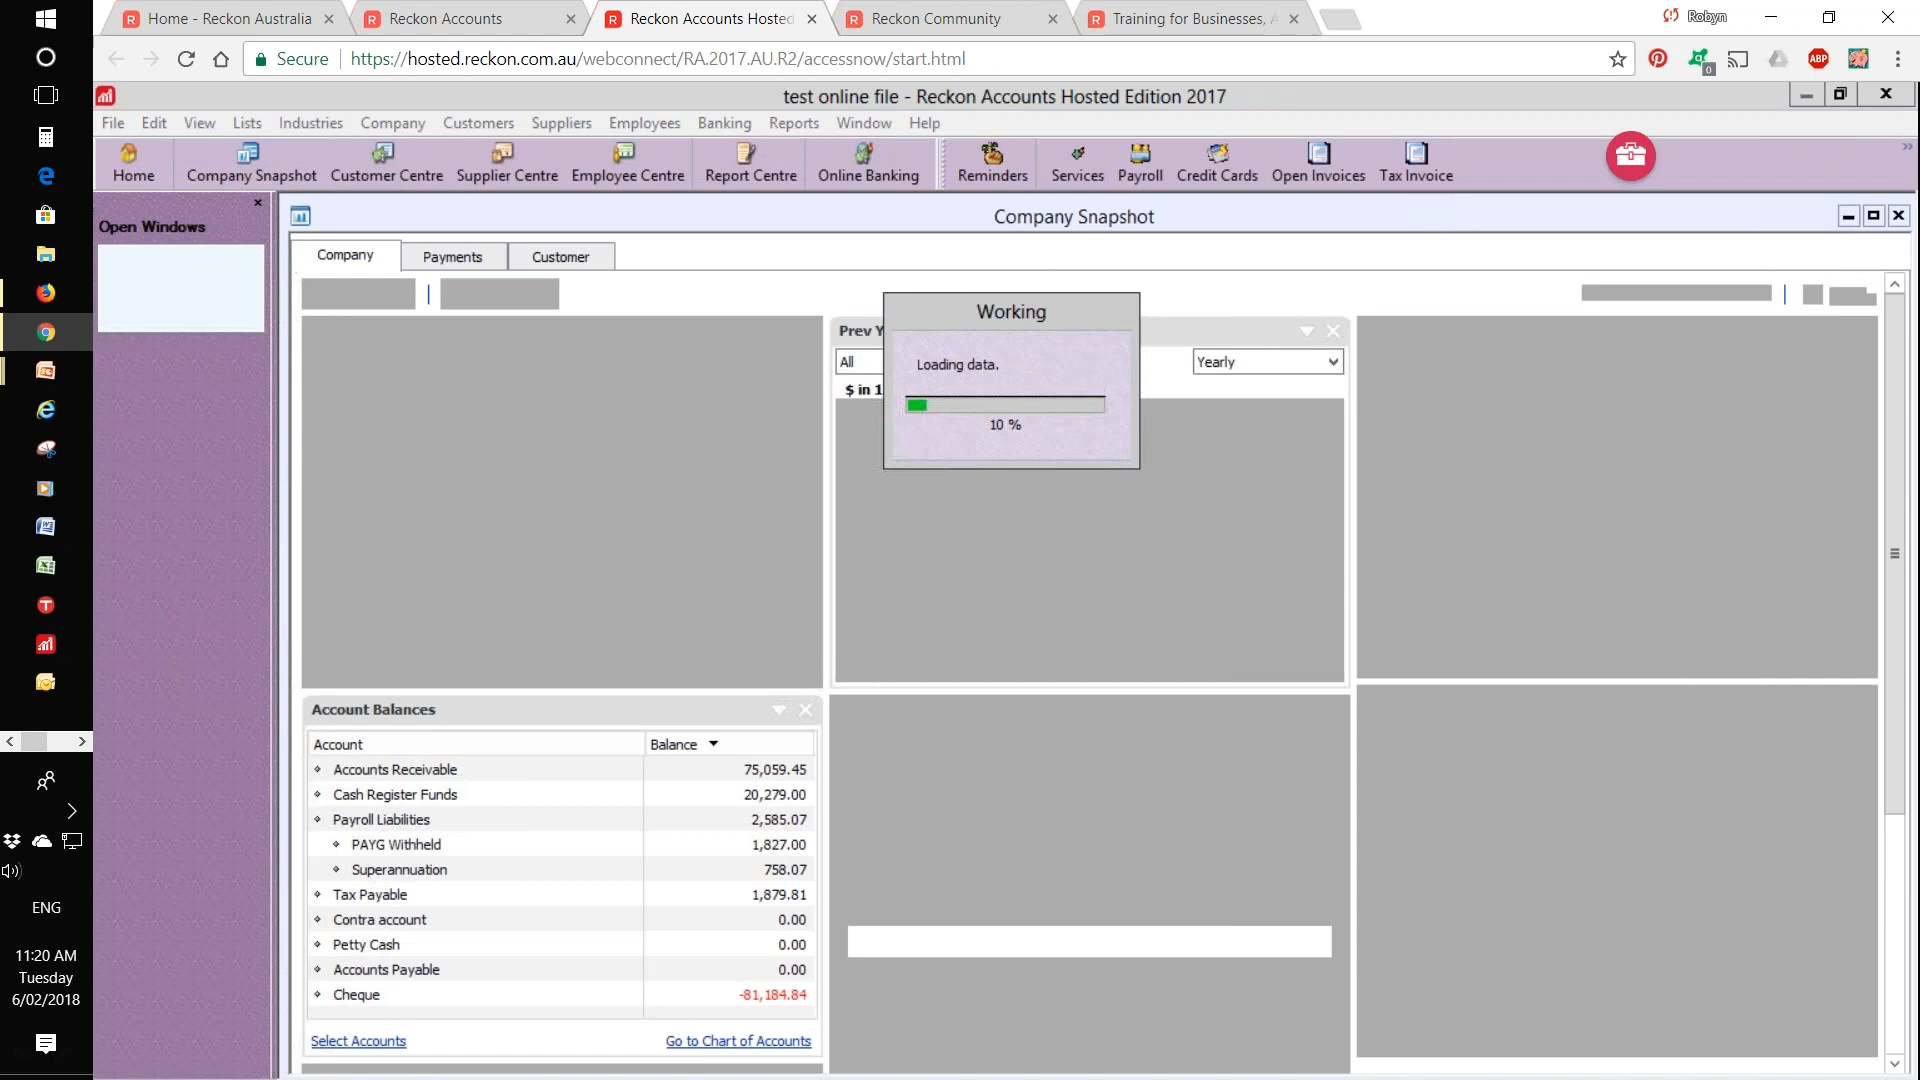 Home - Reckon Australia
Reckon Accounts
Reckon Accounts Hosted
Reckon Community
Training for Businesses, A
Robyn
Secure
https://hosted.reckon.com.au/webconnect/RA.2017.AU.R2/accessnow/start.html
0
ABP
test online file - Reckon Accounts Hosted Edition 2017
File Edit View Lists Industries Company Customers Suppliers Employees Banking Reports Window Help
Home Company Snapshot Customer Centre Supplier Centre Employee Centre Report Centre Online Banking Reminders Services Payroll Credit Cards Open Invoices Tax Invoice
Open Windows
Company Snapshot
Company Payments Customer
Working
Loading data.
10 %
Prev Y
All
Yearly
$ in 1
Account Balances
Account Balance
Accounts Receivable 75,059.45
Cash Register Funds 20,279.00
Payroll Liabilities 2,585.07
PAYG Withheld 1,827.00
Superannuation 758.07
Tax Payable 1,879.81
Contra account 0.00
Petty Cash 0.00
Accounts Payable 0.00
Cheque -81,184.84
Select Accounts Go to Chart of Accounts
ENG
11:20 AM
Tuesday
6/02/2018